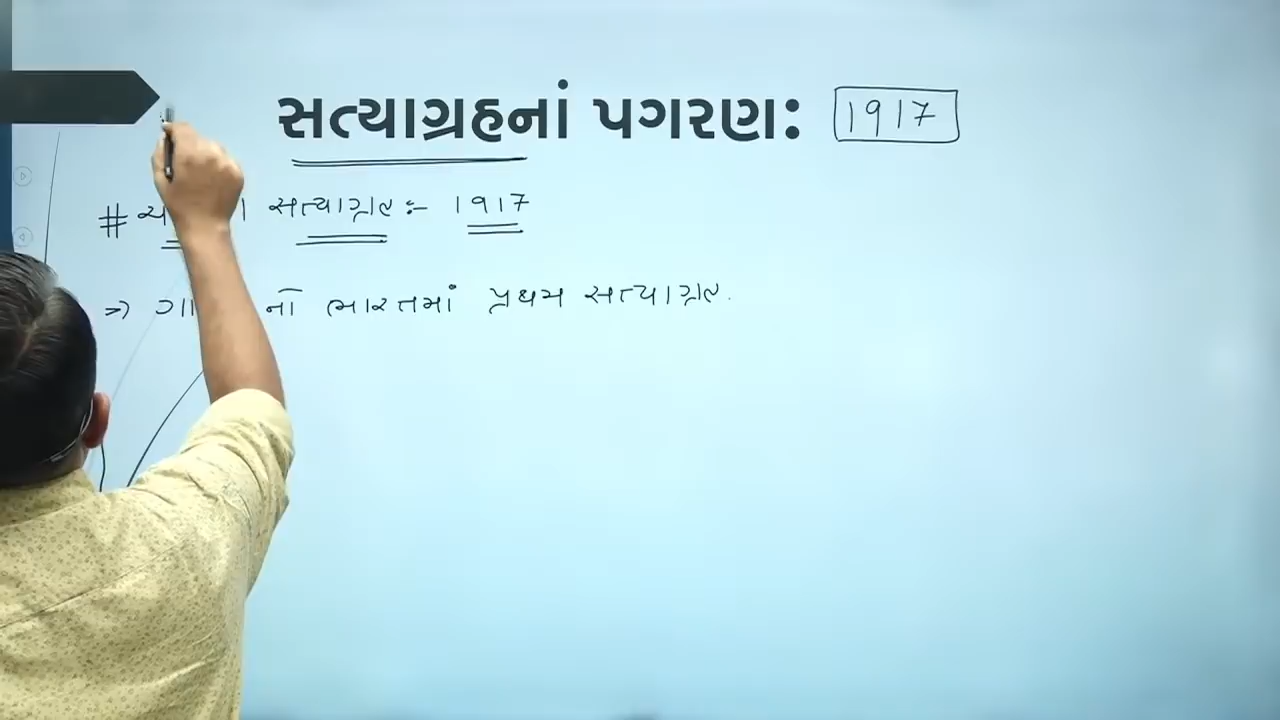 સત્યાગ્રહનાં પગરણ: 1917
# સત્યાગ્રહ :- 1917
⇒ ભારતમાં પ્રથમ સત્યાગ્રહ.